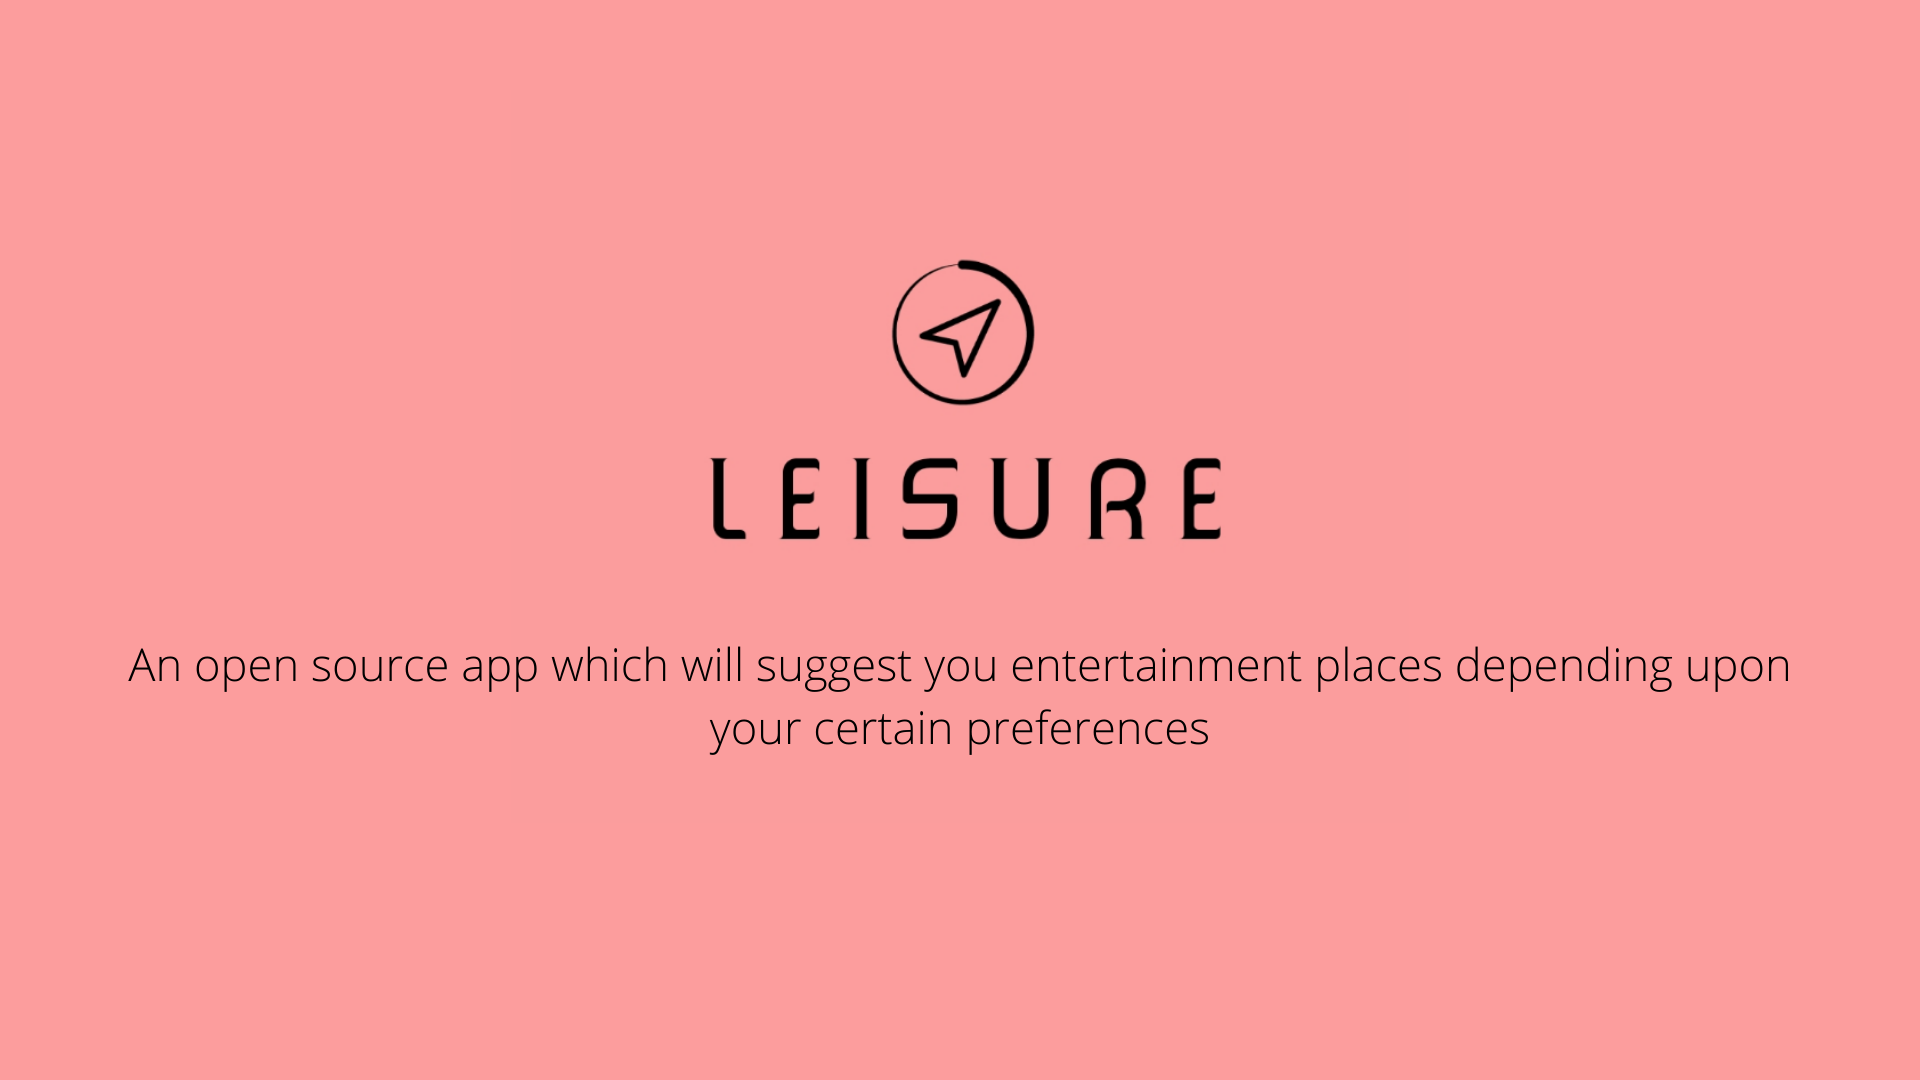 LEISURE
An open source app which will suggest you entertainment places depending upon
your certain preferences